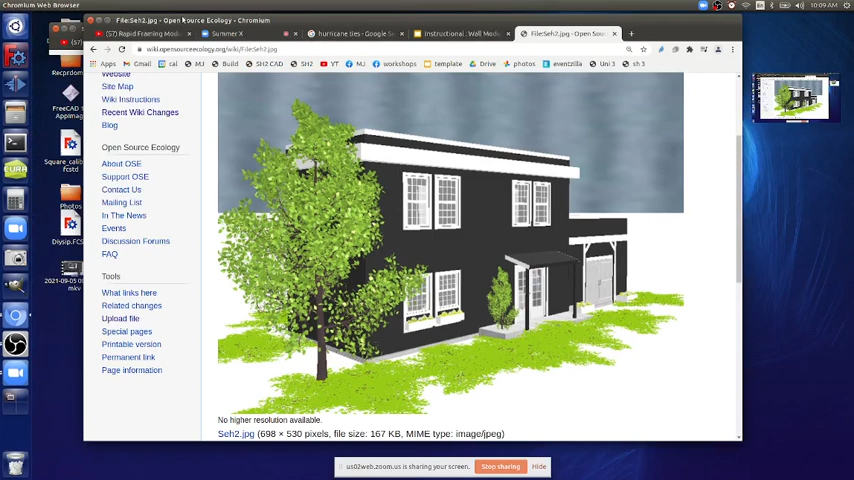 Chromium Web Browser
10:09 AM
File:Seh2.jpg - Open Source Ecology - Chromium
(57) Rapid Framing Modul
Summer X
hurricane ties - Google Se
Instructional : Wall Module
File:Seh2.jpg - Open Sour
wiki.opensourceecology.org/wiki/File:Seh2.jpg
Apps
Gmail
MJ
Build
SH2 CAD
SH2
YT
MJ
workshops
template
Drive
photos
eventzilla
Uni 3
sh 3
Website
Site Map
Wiki Instructions
Recent Wiki Changes
Blog
Open Source Ecology
About OSE
Support OSE
Contact Us
Mailing List
In The News
Events
Discussion Forums
FAQ
Tools
What links here
Related changes
Upload file
Special pages
Printable version
Permanent link
Page information
No higher resolution available.
Seh2.jpg (698 × 530 pixels, file size: 167 KB, MIME type: image/jpeg)
(57)
FreeCAD
AppImage
Square_calib
fcstd
Photos
Diysip.FCS
2021-09-05
mkv
CURA
us02web.zoom.us is sharing your screen.
Stop sharing
Hide